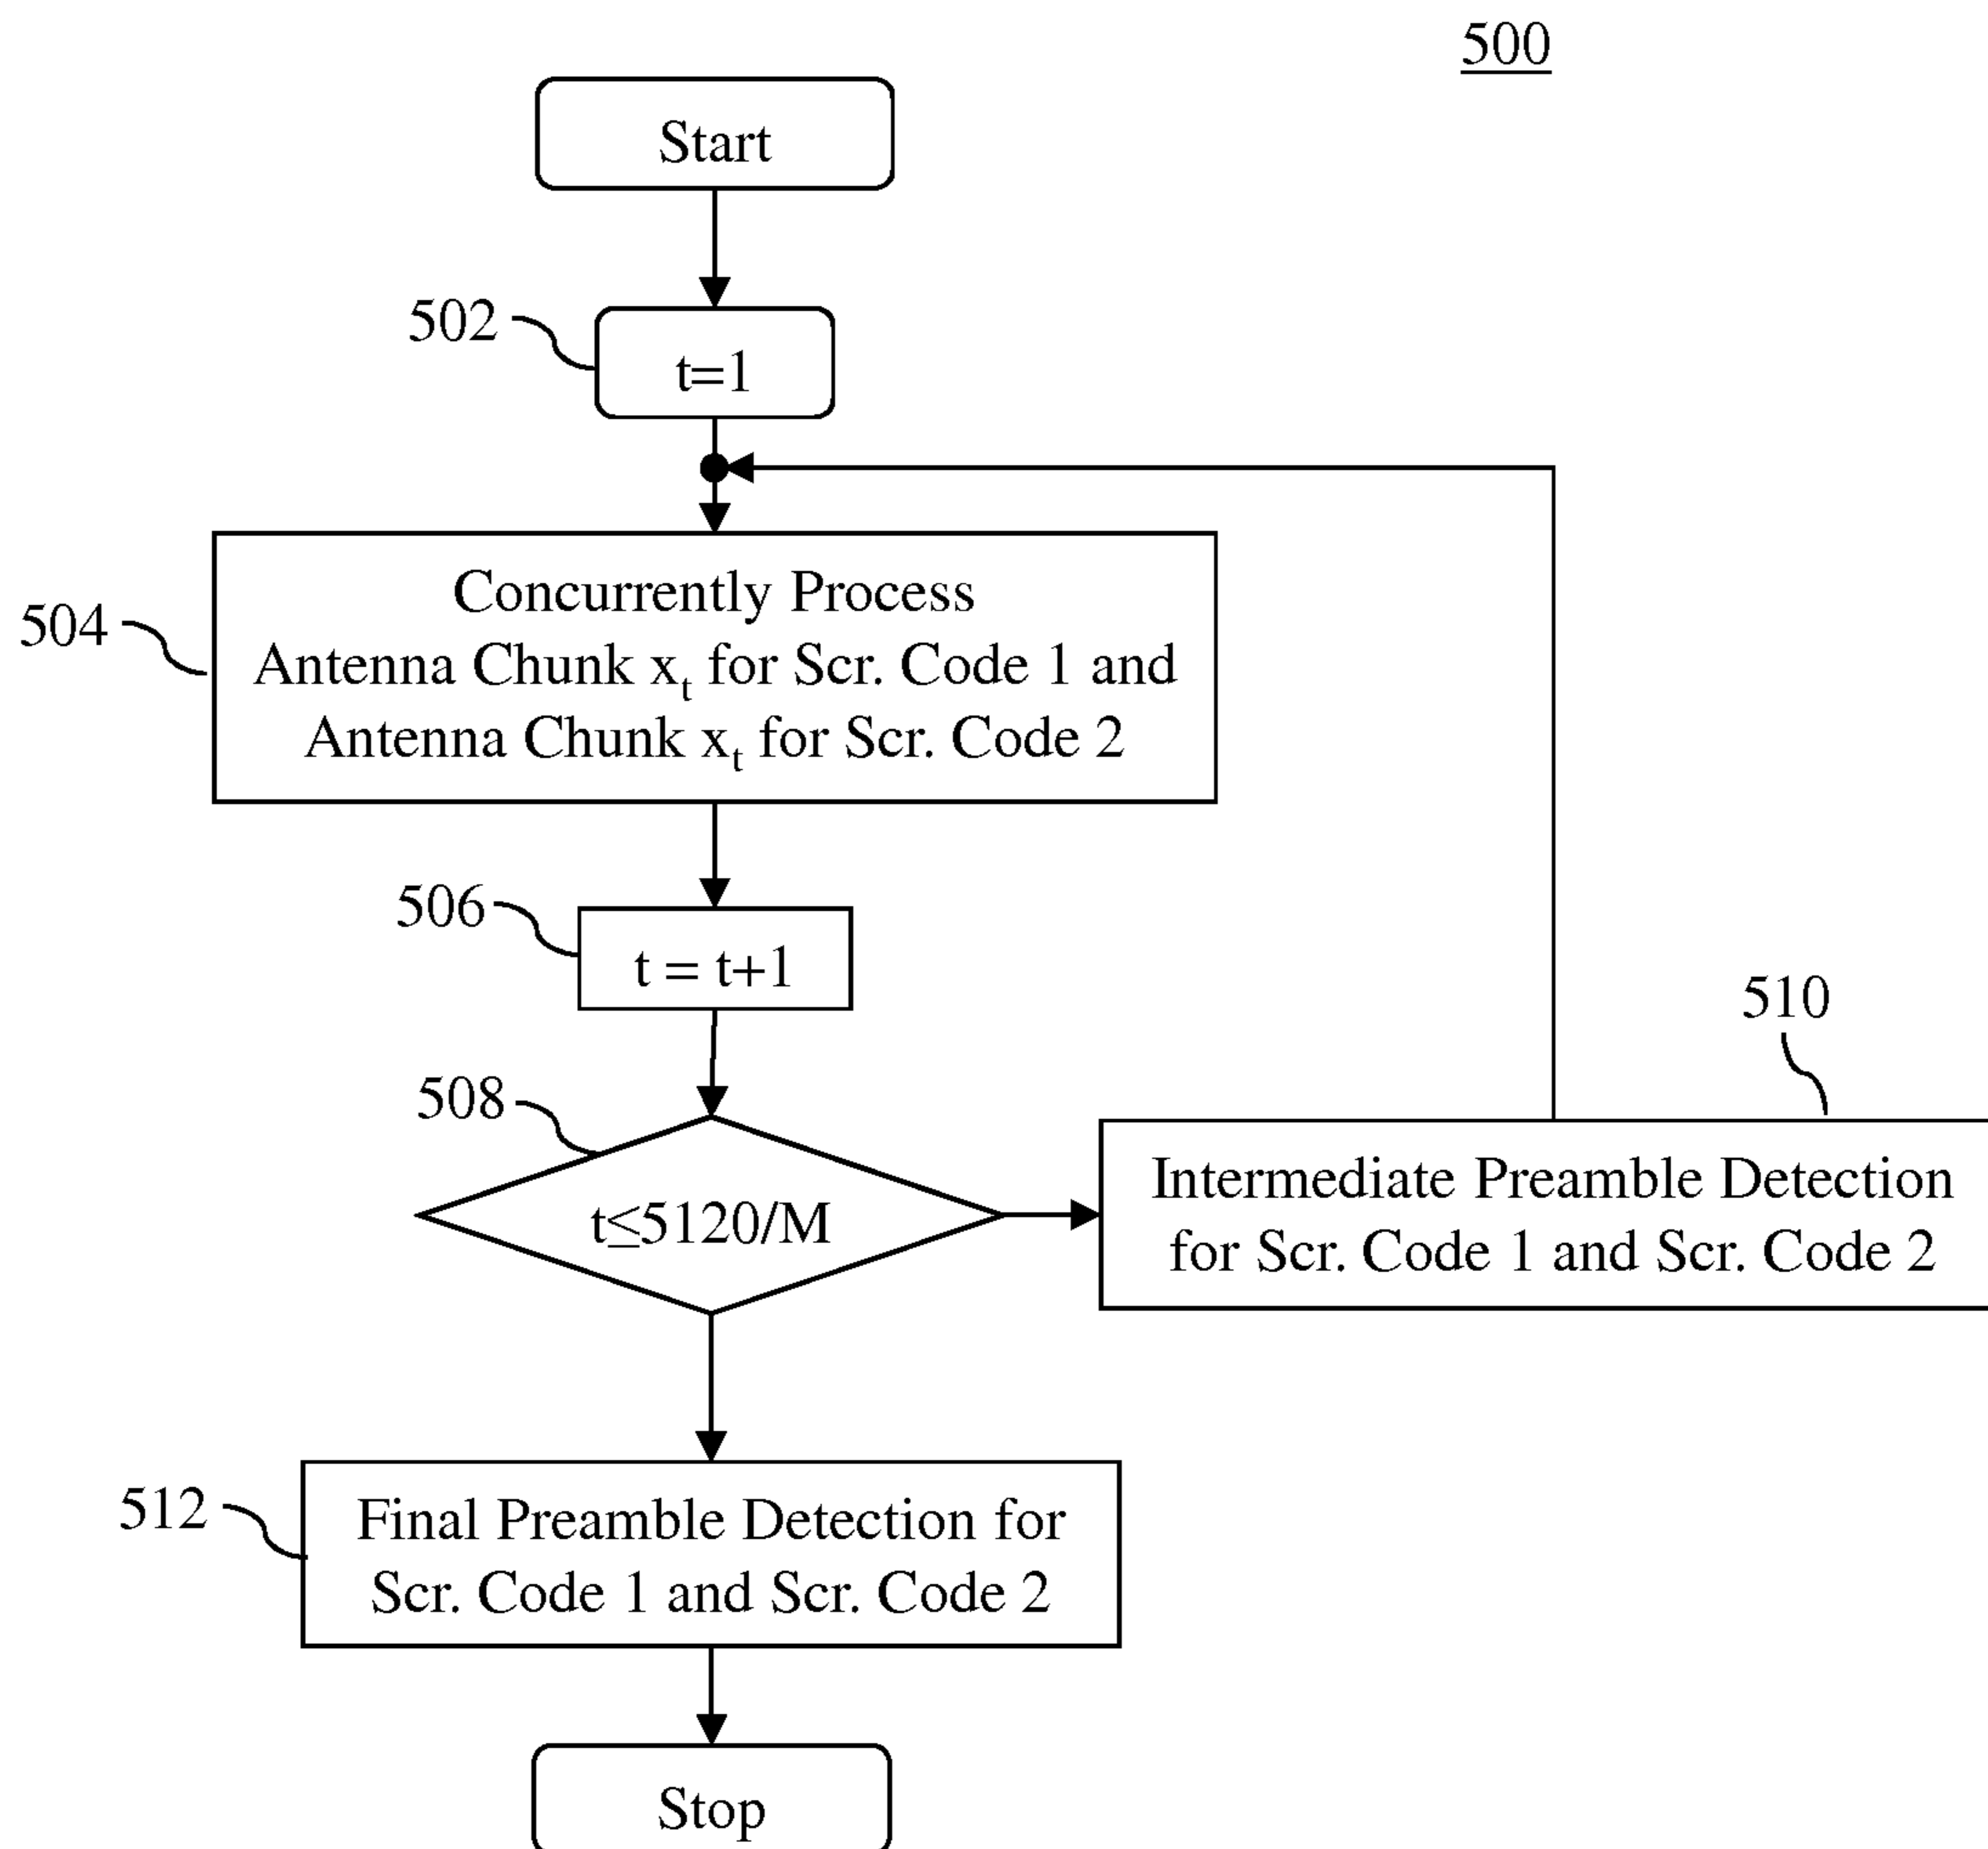 500
Start
502
t=1
504
Concurrently Process
Antenna Chunk xt for Scr. Code 1 and
Antenna Chunk xt for Scr. Code 2
506
t = t+1
508
t≤5120/M
510
Intermediate Preamble Detection
for Scr. Code 1 and Scr. Code 2
512
Final Preamble Detection for
Scr. Code 1 and Scr. Code 2
Stop